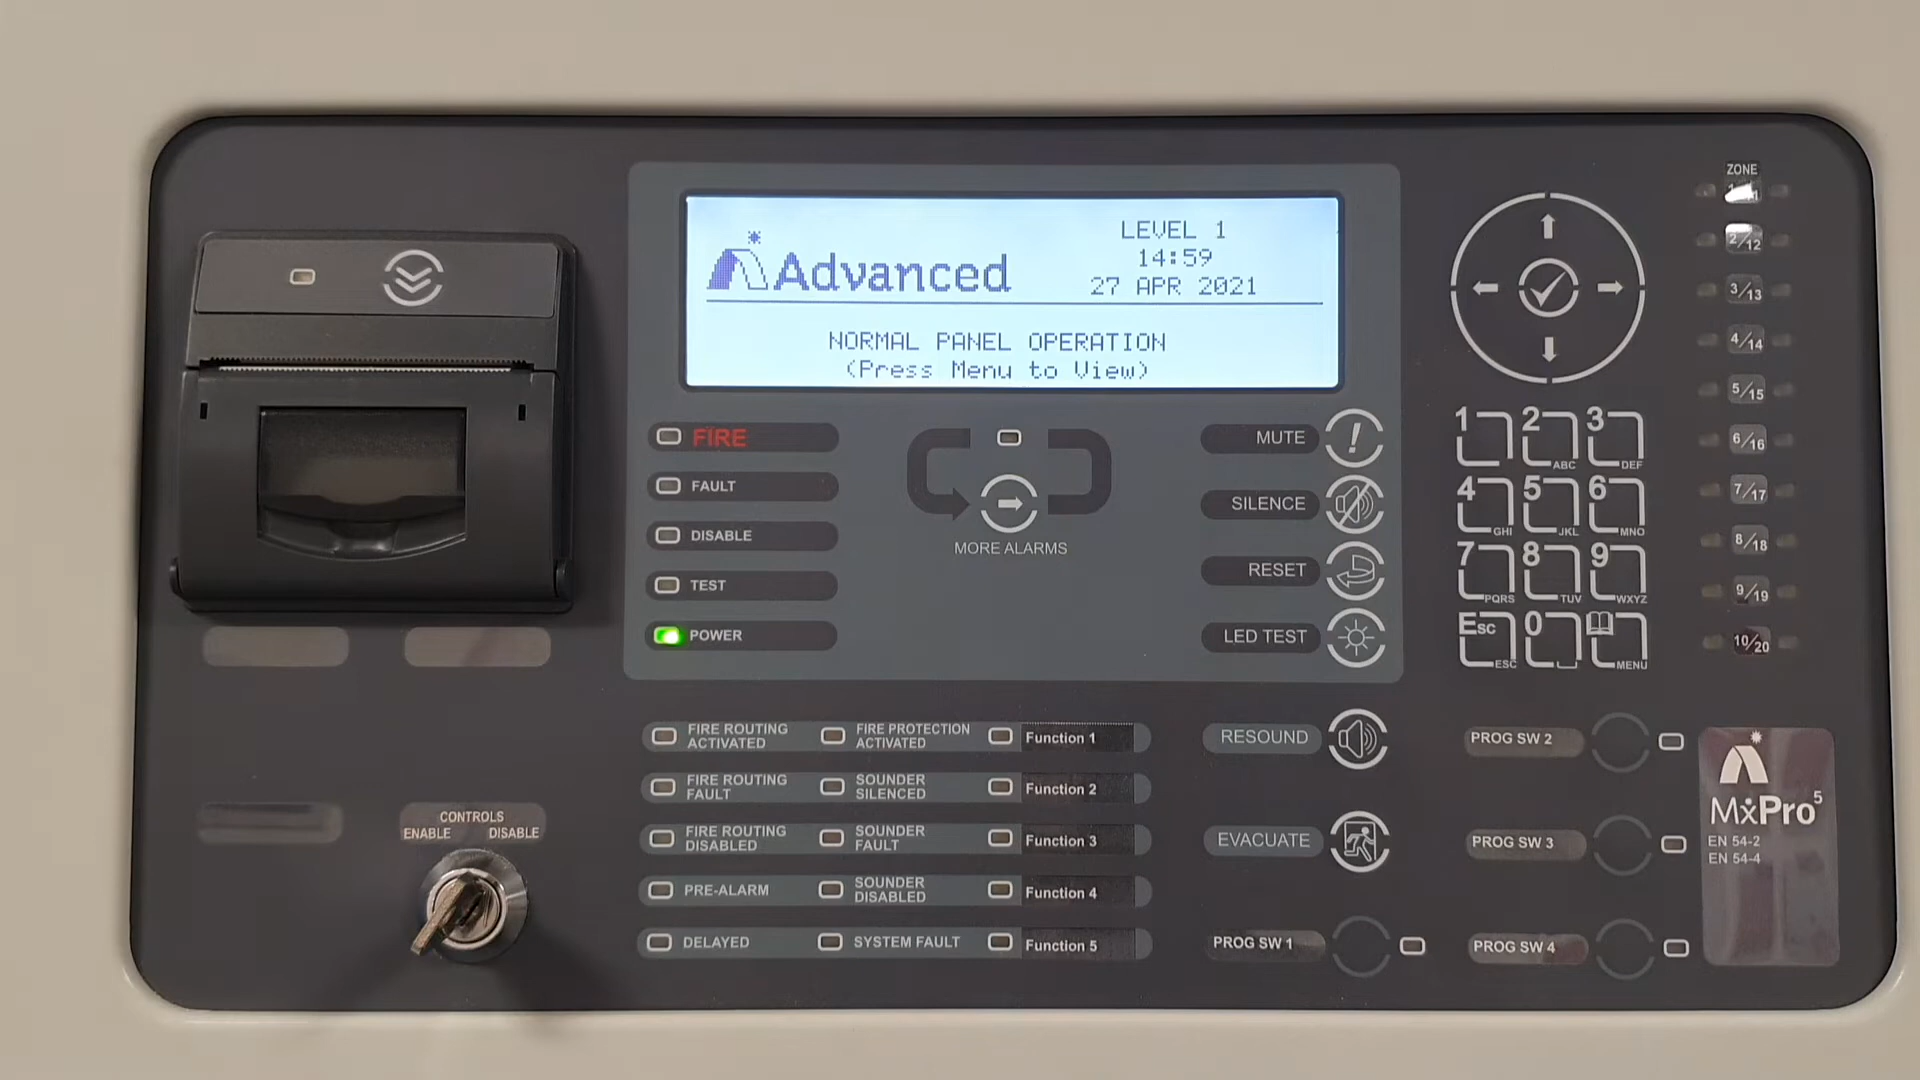 LEVEL 1
14:59
27 APR 2021
Advanced
NORMAL PANEL OPERATION
(Press Menu to View)
FIRE
FAULT
DISABLE
TEST
POWER
MORE ALARMS
MUTE
SILENCE
RESET
LED TEST
1
2 ABC
3 DEF
4 GHI
5 JKL
6 MNO
7 PQRS
8 TUV
9 WXYZ
Esc ESC
0
MENU
ZONE
2/12
3/13
4/14
5/15
6/16
7/17
8/18
9/19
10/20
CONTROLS
ENABLE DISABLE
FIRE ROUTING
ACTIVATED
FIRE ROUTING
FAULT
FIRE ROUTING
DISABLED
PRE-ALARM
DELAYED
FIRE PROTECTION
ACTIVATED
SOUNDER
SILENCED
SOUNDER
FAULT
SOUNDER
DISABLED
SYSTEM FAULT
Function 1
Function 2
Function 3
Function 4
Function 5
RESOUND
EVACUATE
PROG SW 1
PROG SW 2
PROG SW 3
PROG SW 4
MxPro5
EN 54-2
EN 54-4